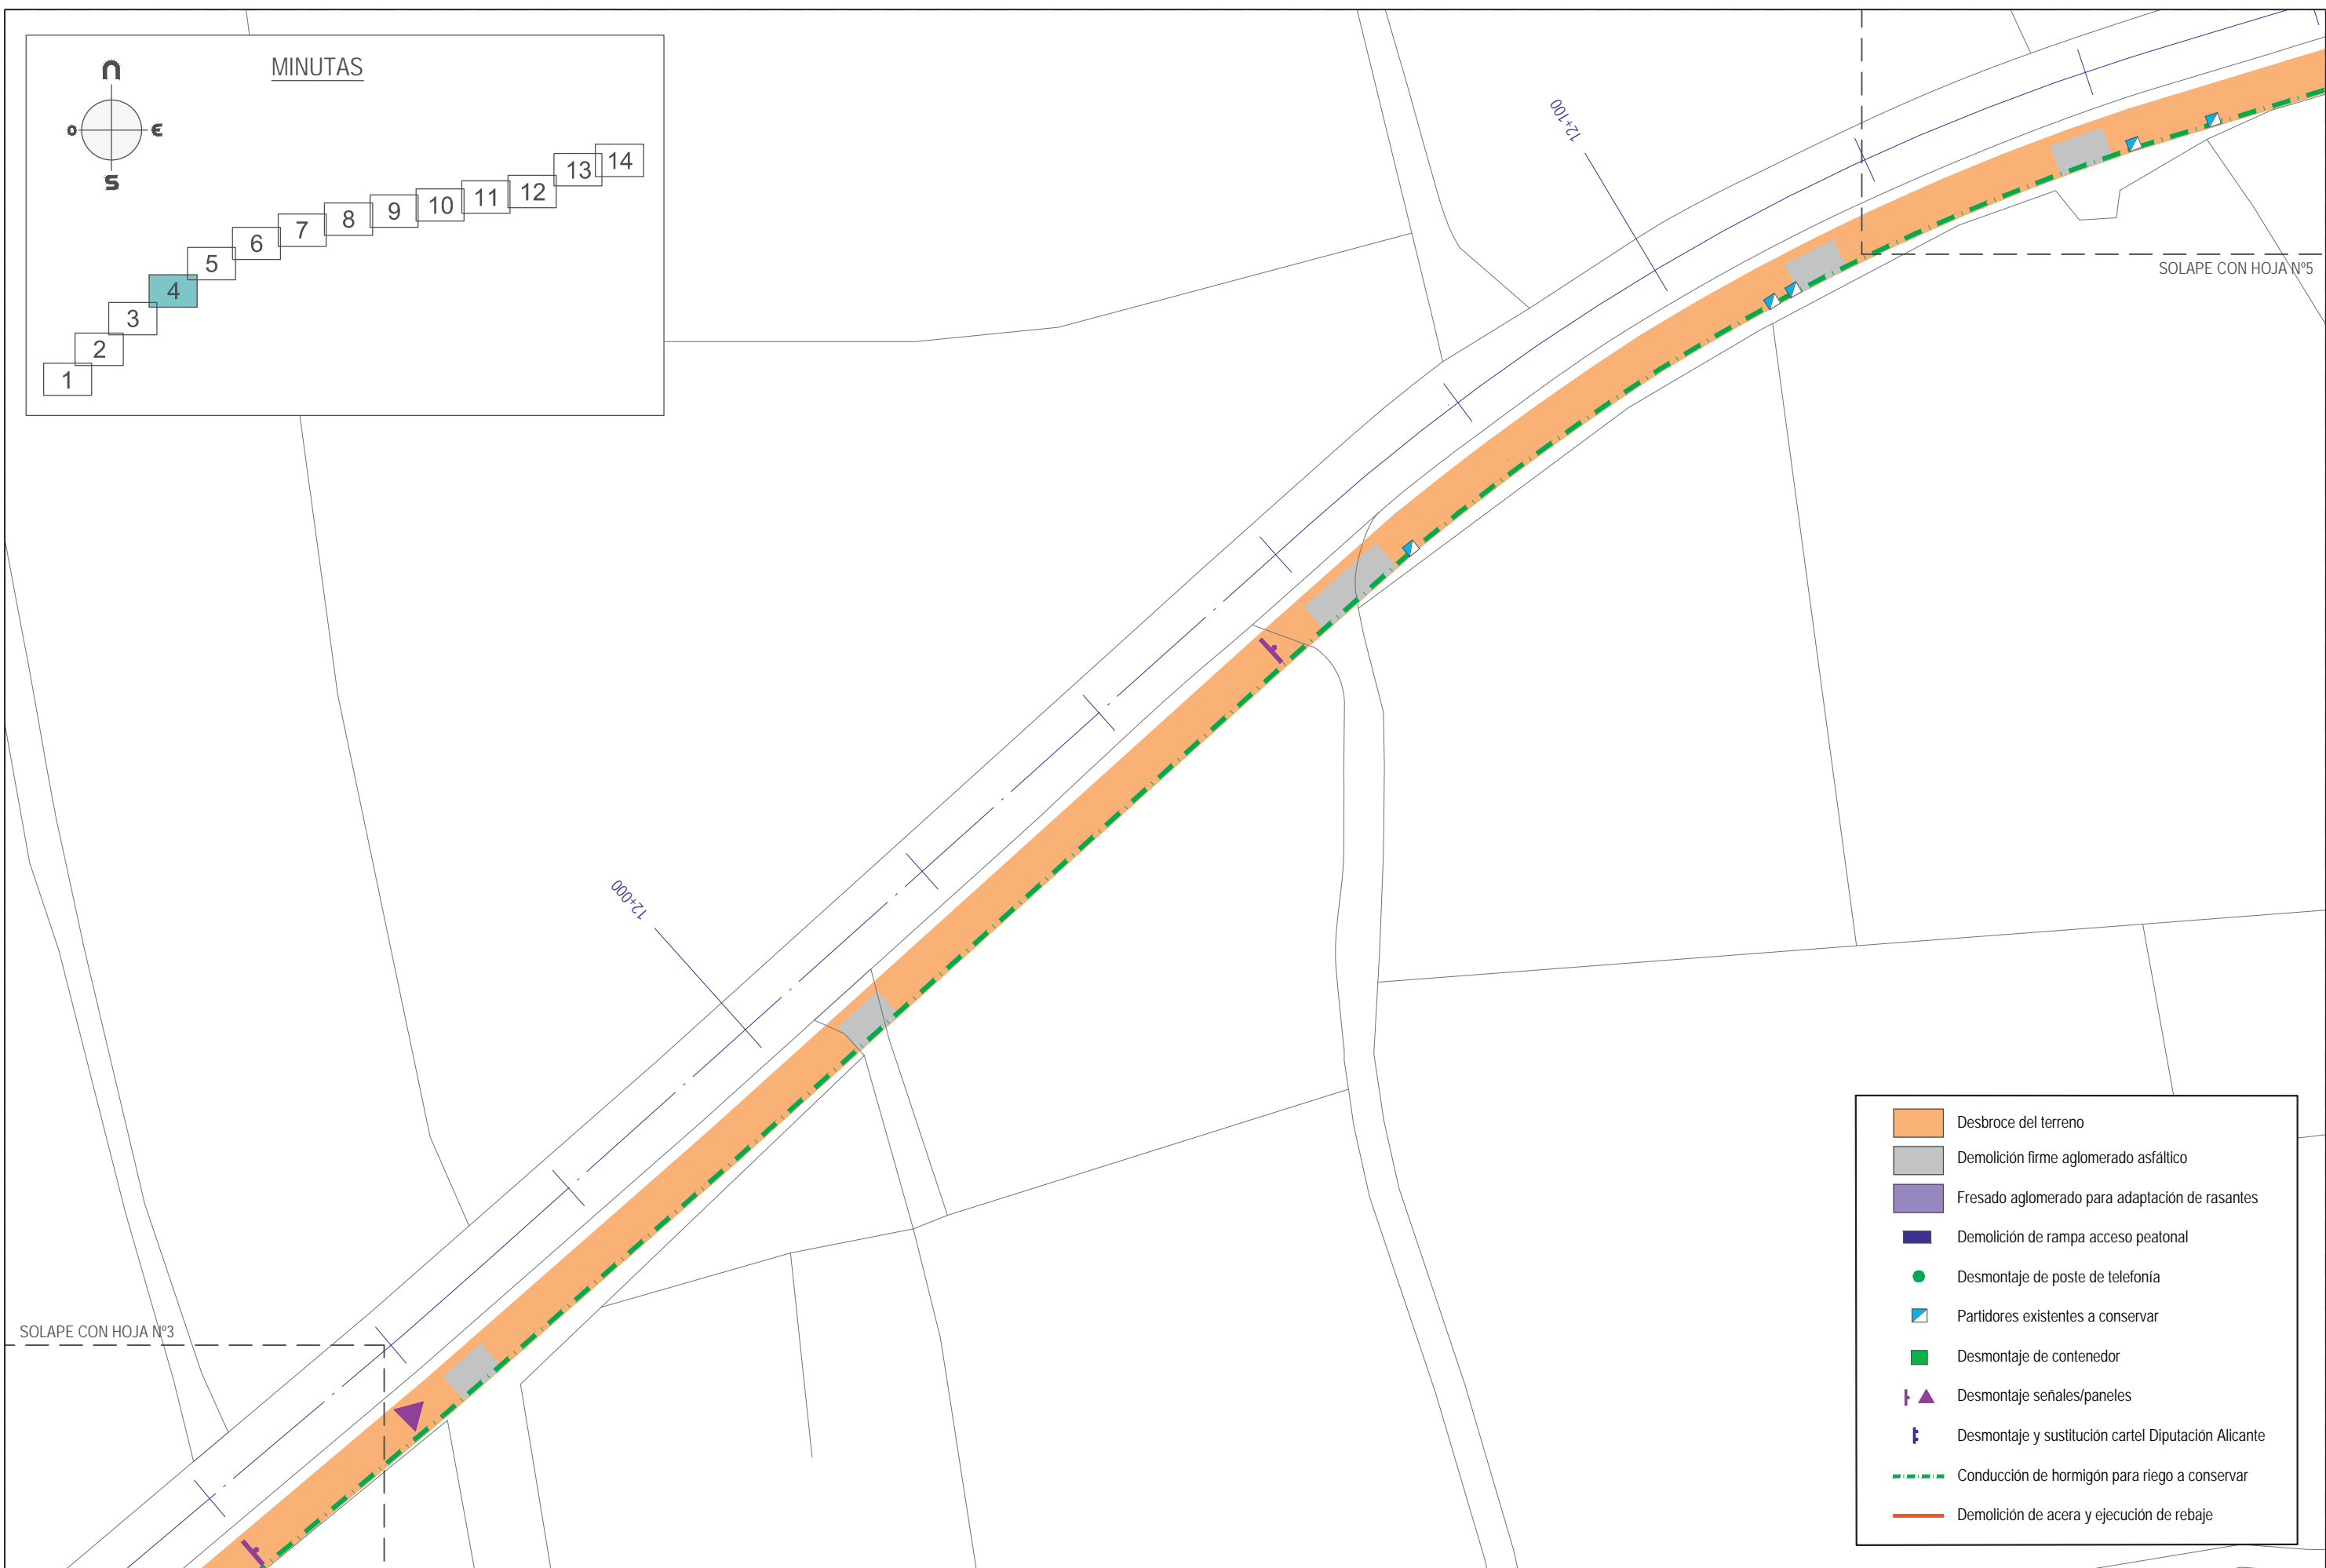 MINUTAS
N
O
E
S
14
13
12
11
10
9
8
7
6
5
4
3
2
1
12+100
SOLAPE CON HOJA Nº5
12+000
SOLAPE CON HOJA Nº3
Desbroce del terreno
Demolición firme aglomerado asfáltico
Fresado aglomerado para adaptación de rasantes
Demolición de rampa acceso peatonal
Desmontaje de poste de telefonía
Partidores existentes a conservar
Desmontaje de contenedor
Desmontaje señales/paneles
Desmontaje y sustitución cartel Diputación Alicante
Conducción de hormigón para riego a conservar
Demolición de acera y ejecución de rebaje